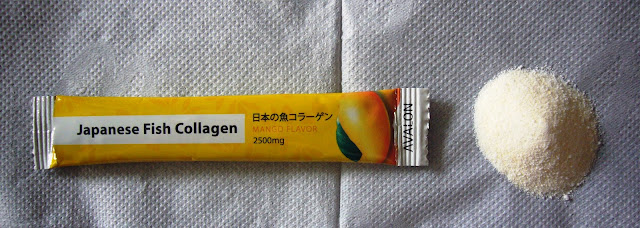 Japanese Fish Collagen
日本の魚コラーゲン
MANGO FLAVOR
2500mg
AVALON